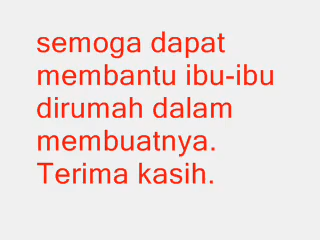 semoga dapat
membantu ibu-ibu
dirumah dalam
membuatnya.
Terima kasih.